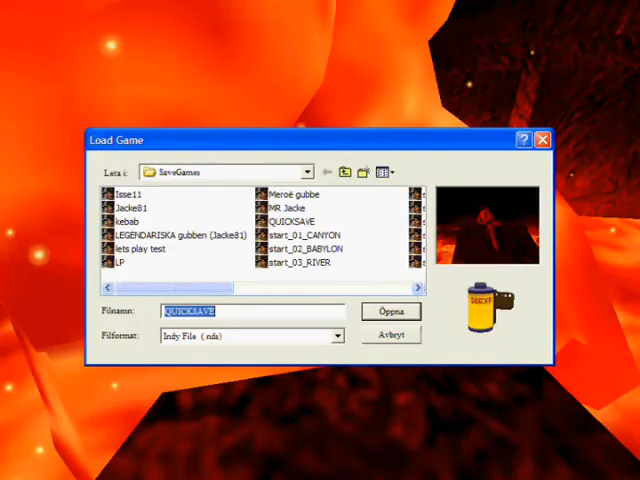 Load Game
Leta i: SaveGames
Isse11
Jacke81
kebab
LEGENDARISKA gubben (Jacke81)
lets play test
LP
Meroë gubbe
MR Jacke
QUICKSAVE
start_01_CANYON
start_02_BABYLON
start_03_RIVER
Filnamn: QUICKSAVE
Öppna
Filformat: Indy File (.nds)
Avbryt